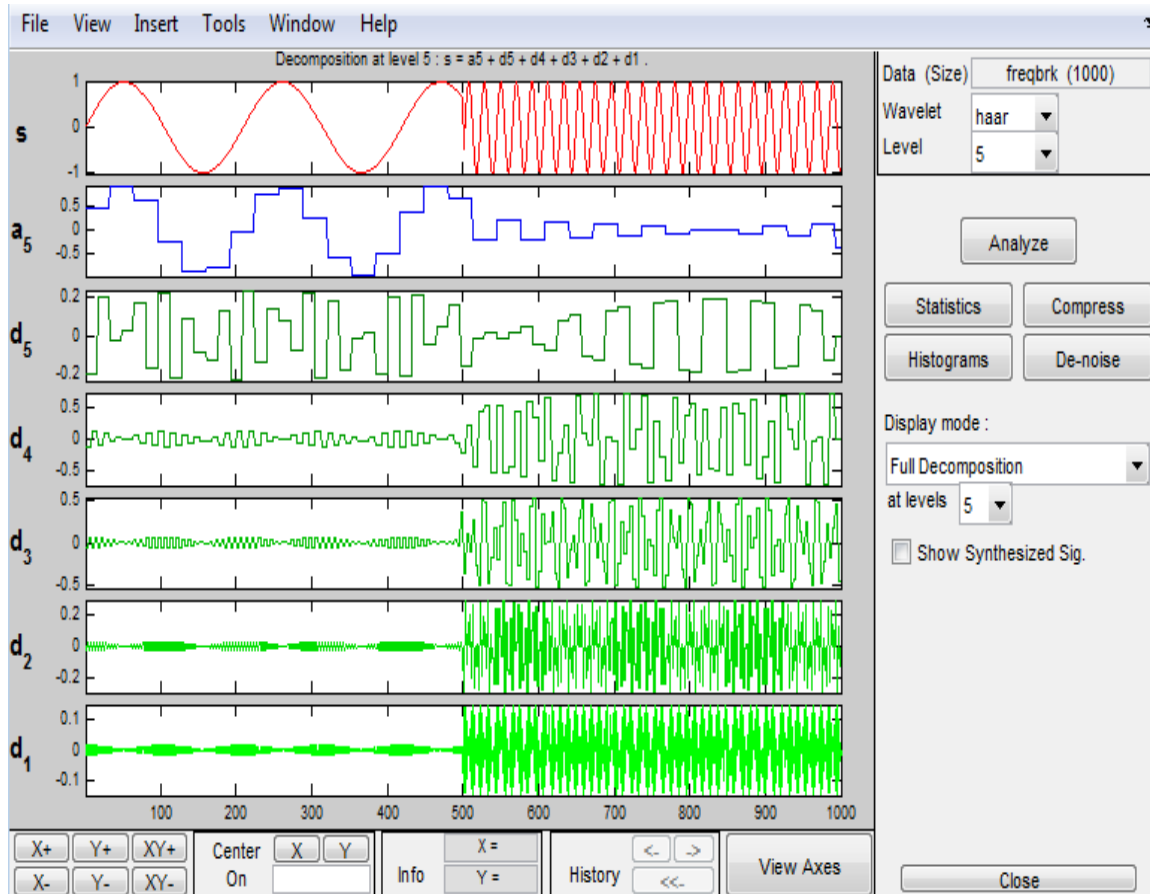 File View Insert Tools Window Help
Decomposition at level 5 : s = a5 + d5 + d4 + d3 + d2 + d1 .
s
1
0
-1
a5
0.5
0
-0.5
d5
0.2
0
-0.2
d4
0.5
0
-0.5
d3
0.5
0
-0.5
d2
0.2
0
-0.2
d1
0.1
0
-0.1
100 200 300 400 500 600 700 800 900 1000
Data (Size) freqbrk (1000)
Wavelet haar
Level 5
Analyze
Statistics Compress
Histograms De-noise
Display mode :
Full Decomposition
at levels 5
Show Synthesized Sig.
X+ Y+ XY+
X- Y- XY-
Center On X Y
Info X =
Y =
History <- ->
<<-
View Axes
Close